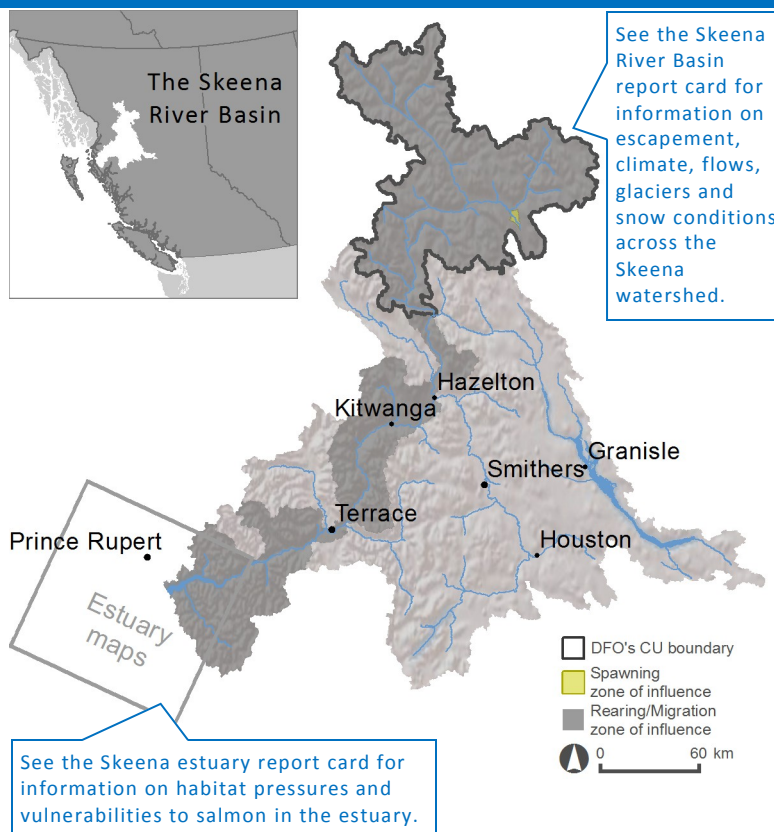 The Skeena
River Basin
See the Skeena
River Basin
report card for
information on
escapement,
climate, flows,
glaciers and
snow conditions
across the
Skeena
watershed.
Hazelton
Kitwanga
Granisle
Smithers
Terrace
Prince Rupert
Houston
Estuary
maps
DFO's CU boundary
Spawning
zone of influence
Rearing/Migration
zone of influence
0 60 km
See the Skeena estuary report card for
information on habitat pressures and
vulnerabilities to salmon in the estuary.